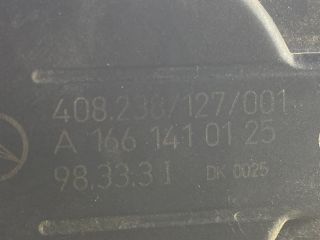 408.238/127/001
A 166 141 01 25
98.33.3 I DK 0025